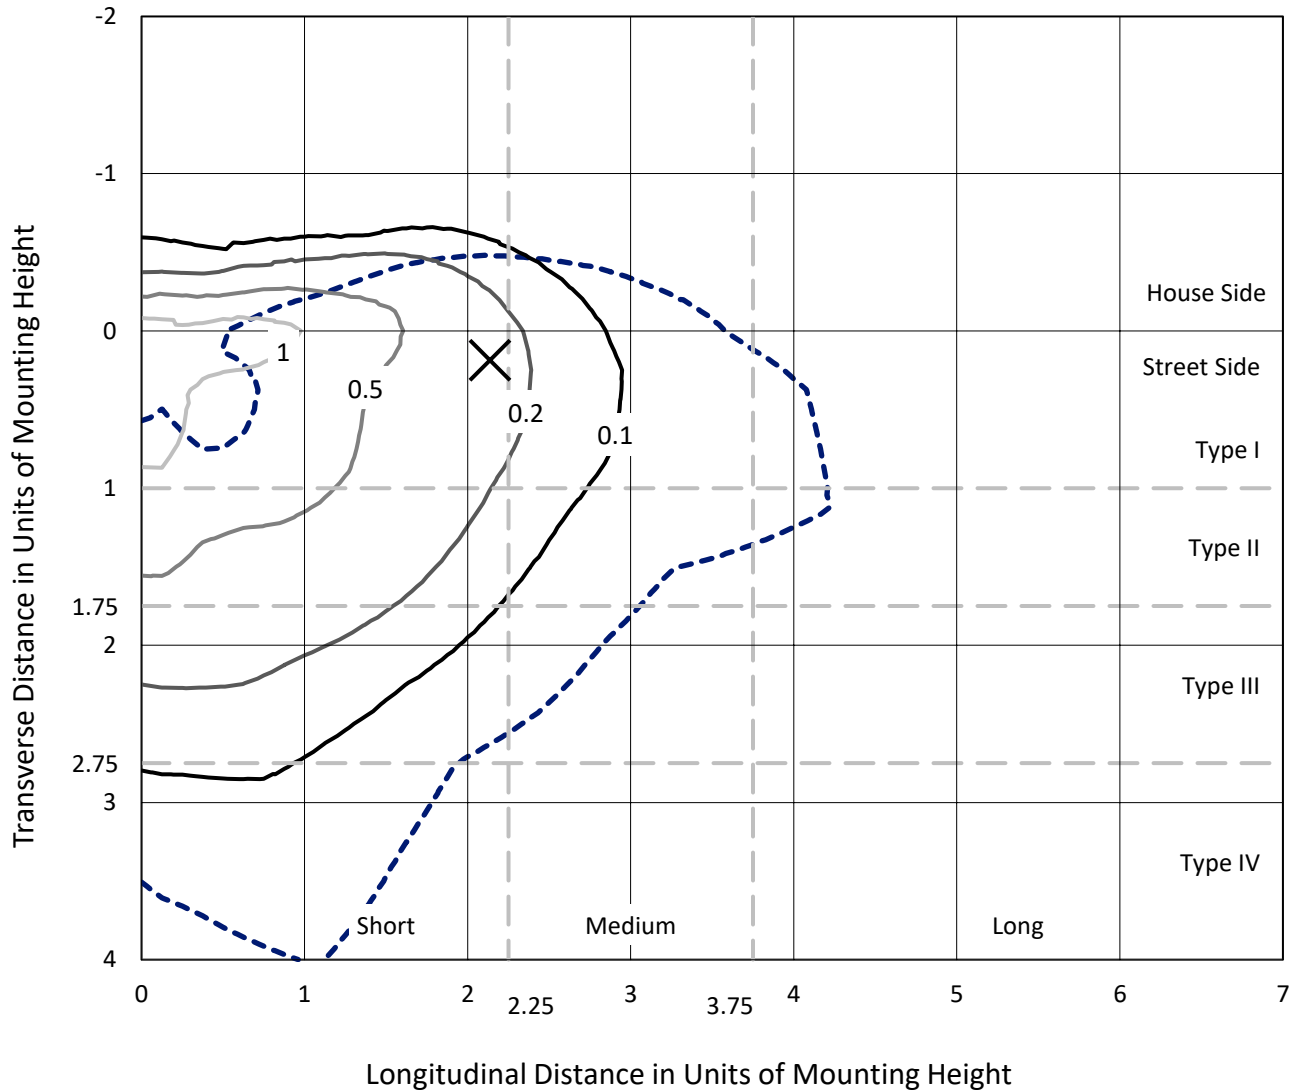 -2
-1
0
1
1.75
2
2.75
3
4
Transverse Distance in Units of Mounting Height
House Side
Street Side
Type I
Type II
Type III
Type IV
1
0.5
0.2
0.1
Short
Medium
Long
0
1
2
2.25
3
3.75
4
5
6
7
Longitudinal Distance in Units of Mounting Height